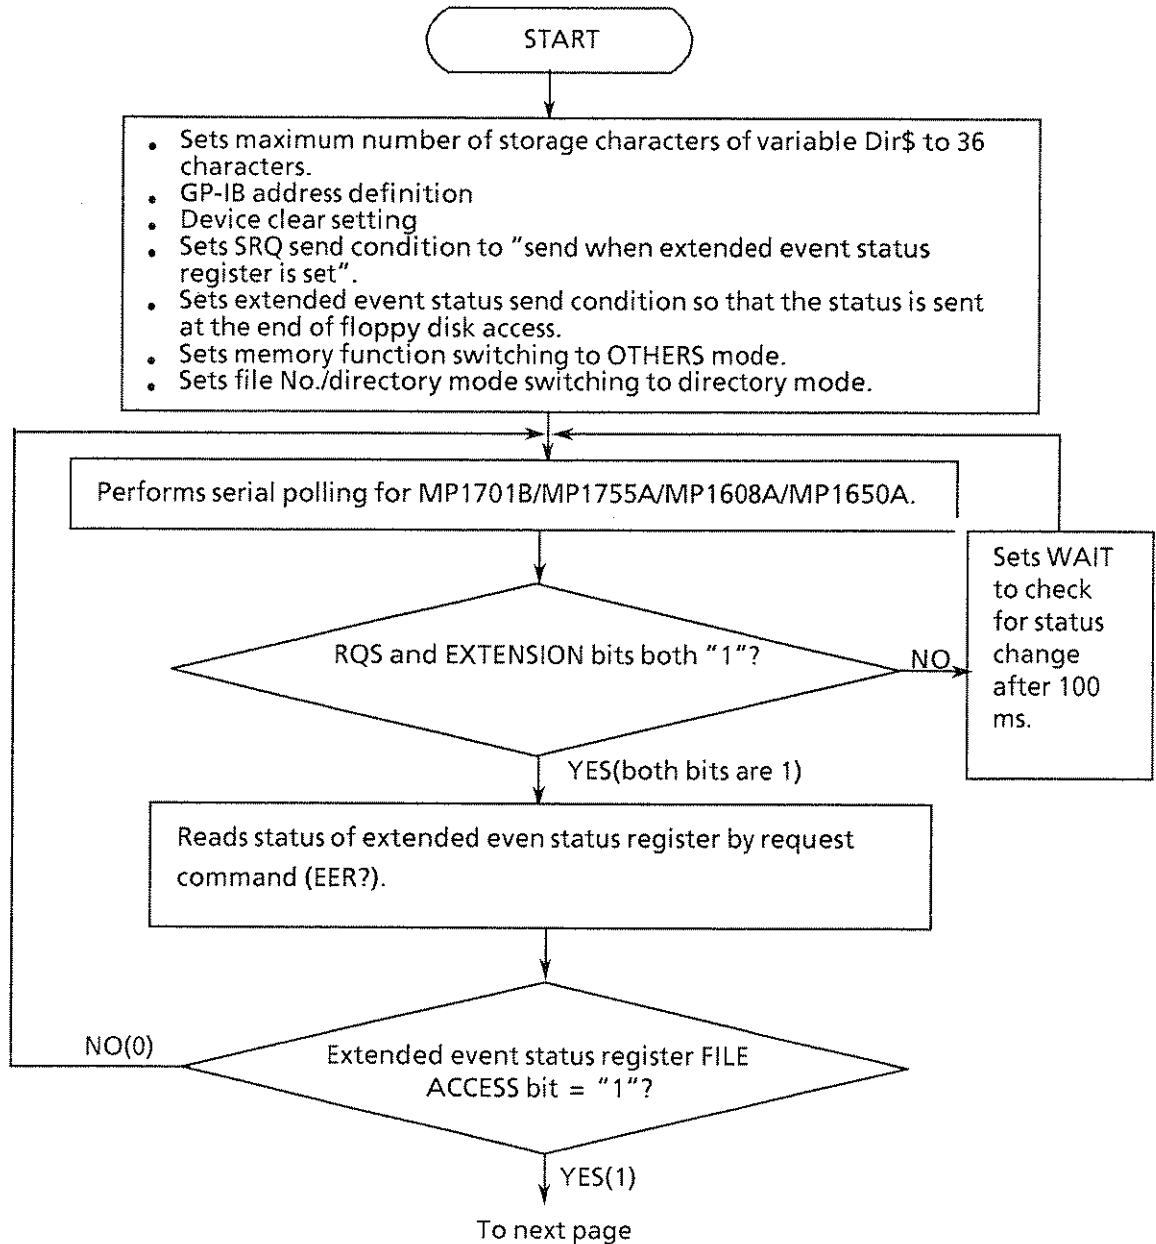 START
• Sets maximum number of storage characters of variable Dir$ to 36
characters.
• GP-IB address definition
• Device clear setting
• Sets SRQ send condition to "send when extended event status
register is set".
• Sets extended event status send condition so that the status is sent
at the end of floppy disk access.
• Sets memory function switching to OTHERS mode.
• Sets file No./directory mode switching to directory mode.
Performs serial polling for MP1701B/MP1755A/MP1608A/MP1650A.
RQS and EXTENSION bits both "1"?
NO
Sets WAIT
to check
for status
change
after 100
ms.
YES(both bits are 1)
Reads status of extended even status register by request
command (EER?).
NO(0)
Extended event status register FILE
ACCESS bit = "1"?
YES(1)
To next page